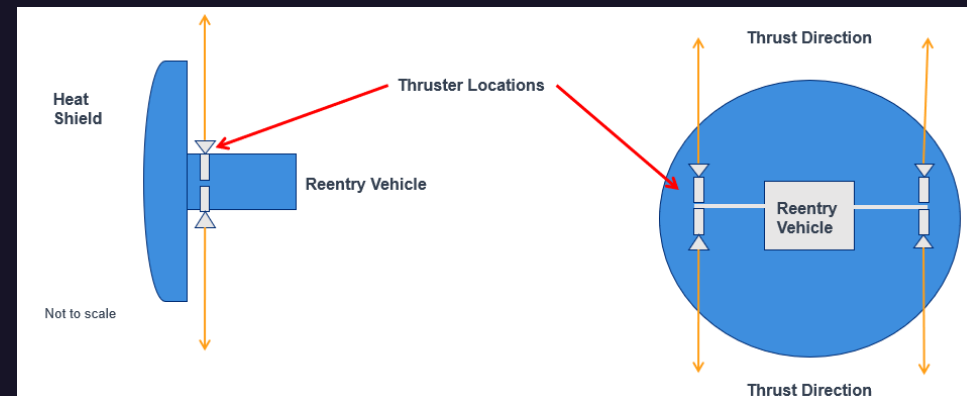 Thrust Direction
Heat
Shield
Thruster Locations
Reentry Vehicle
Reentry
Vehicle
Not to scale
Thrust Direction